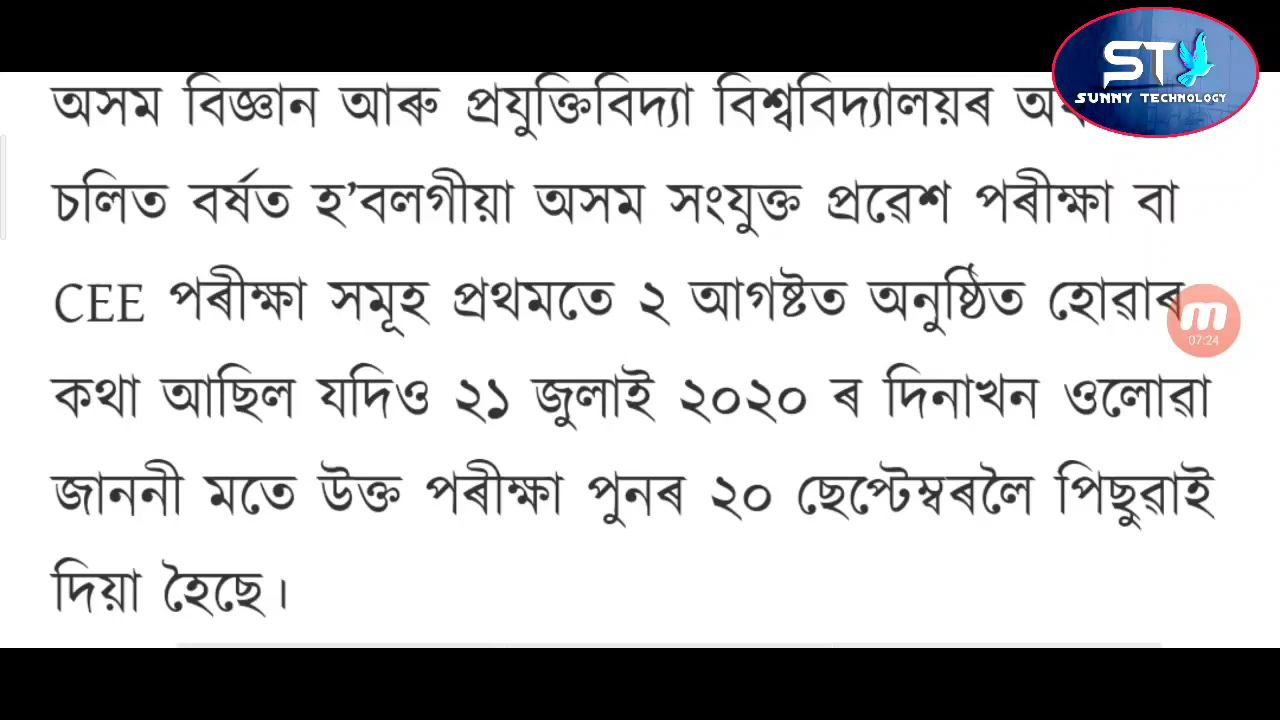 অসম বিজ্ঞান আৰু প্ৰযুক্তিবিদ্যা বিশ্ববিদ্যালয়ৰ
ST
SUNNY TECHNOLOGY
চলিত বৰ্ষত হ’বলগীয়া অসম সংযুক্ত প্ৰৱেশ পৰীক্ষা বা
CEE পৰীক্ষা সমূহ প্ৰথমতে ২ আগষ্টত অনুষ্ঠিত হোৱাৰ
07:24
কথা আছিল যদিও ২১ জুলাই ২০২০ ৰ দিনাখন ওলোৱা
জাননী মতে উক্ত পৰীক্ষা পুনৰ ২০ ছেপ্টেম্বৰলৈ পিছুৱাই
দিয়া হৈছে।